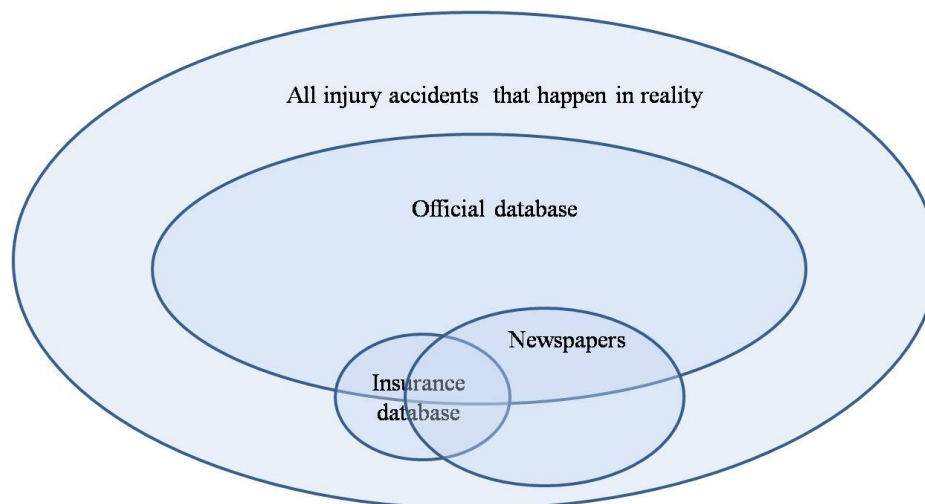 All injury accidents that happen in reality
Official database
Newspapers
Insurance
database